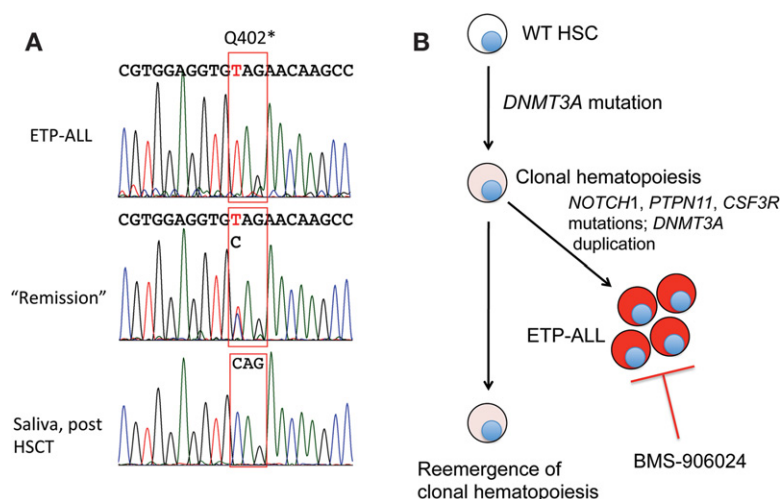 A
Q402*
CGTGGAGGTGTAGAACAAGCC
ETP-ALL
CGTGGAGGTGTAGAACAAGCC
C
"Remission"
CAG
Saliva, post
HSCT
B
WT HSC
DNMT3A mutation
Clonal hematopoiesis
NOTCH1, PTPN11, CSF3R
mutations; DNMT3A
duplication
ETP-ALL
BMS-906024
Reemergence of
clonal hematopoiesis